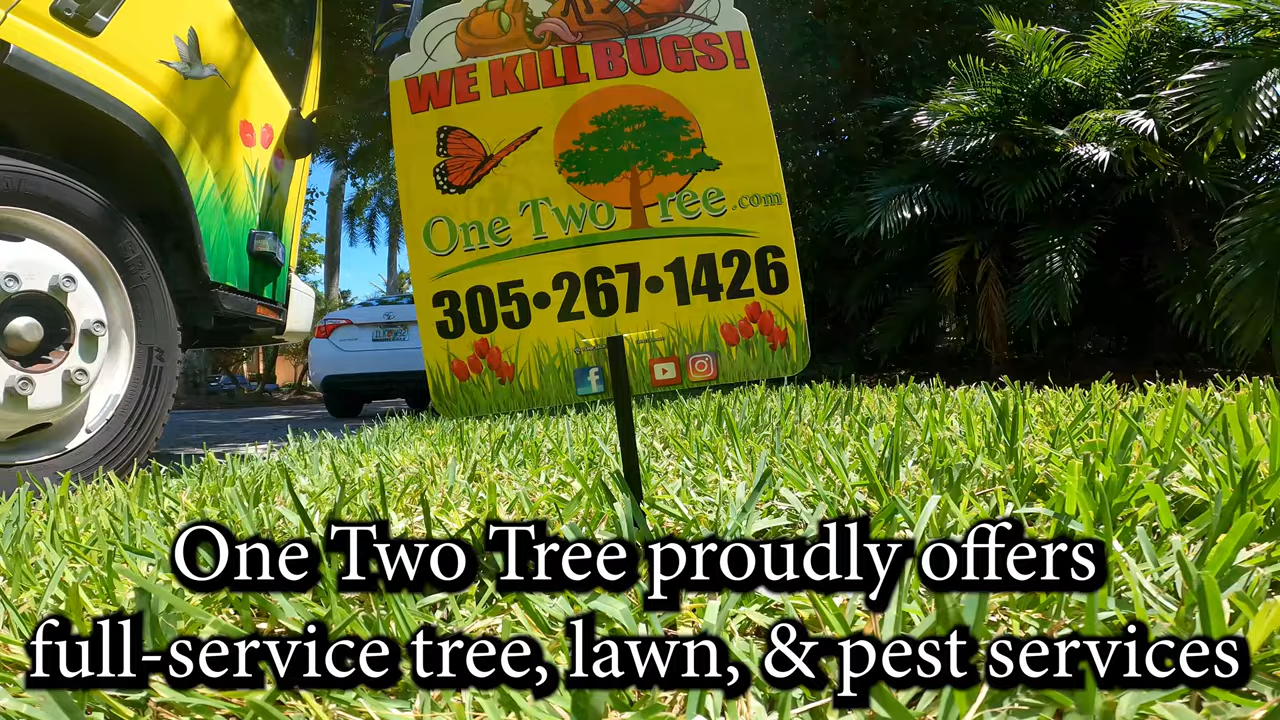 WE KILL BUGS!
One Two Tree.com
305•267•1426
One Two Tree proudly offers
full-service tree, lawn, & pest services